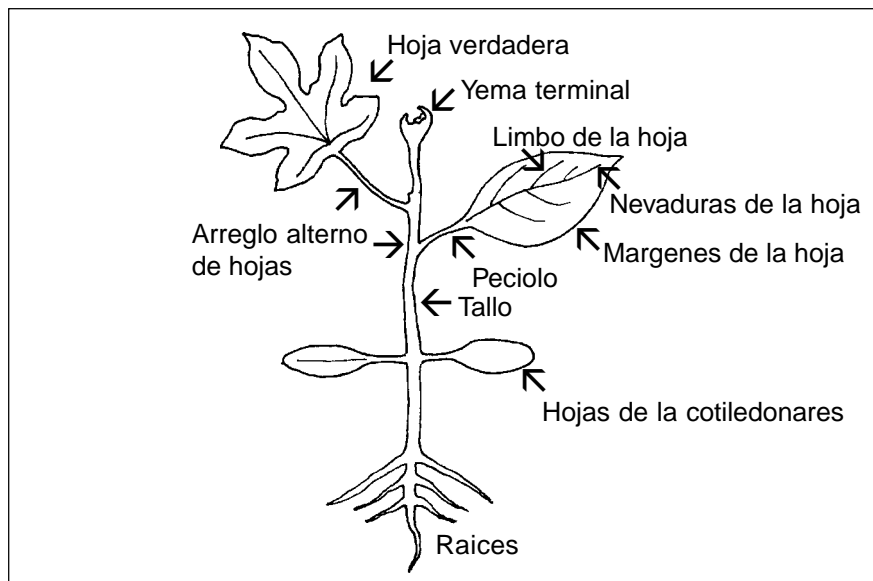 Hoja verdadera
Yema terminal
Limbo de la hoja
Nevaduras de la hoja
Arreglo alterno
de hojas
Margenes de la hoja
Peciolo
Tallo
Hojas de la cotiledonares
Raices